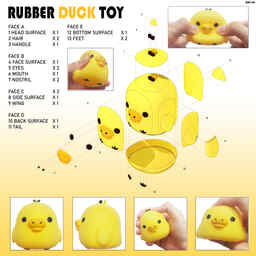 RUBBER DUCK TOY
FACE A
1 HEAD SURFACE X 1
2 HAIR X 2
3 HANDLE X 1
FACE B
4 FACE SURFACE X 1
5 EYES X 2
6 MOUTH X 1
7 NOSTRIL X 2
FACE C
8 SIDE SURFACE X 1
9 WING X 1
FACE D
10 BACK SURFACE X 1
11 TAIL X 1
FACE E
12 BOTTOM SURFACE X 1
13 FEET X 2